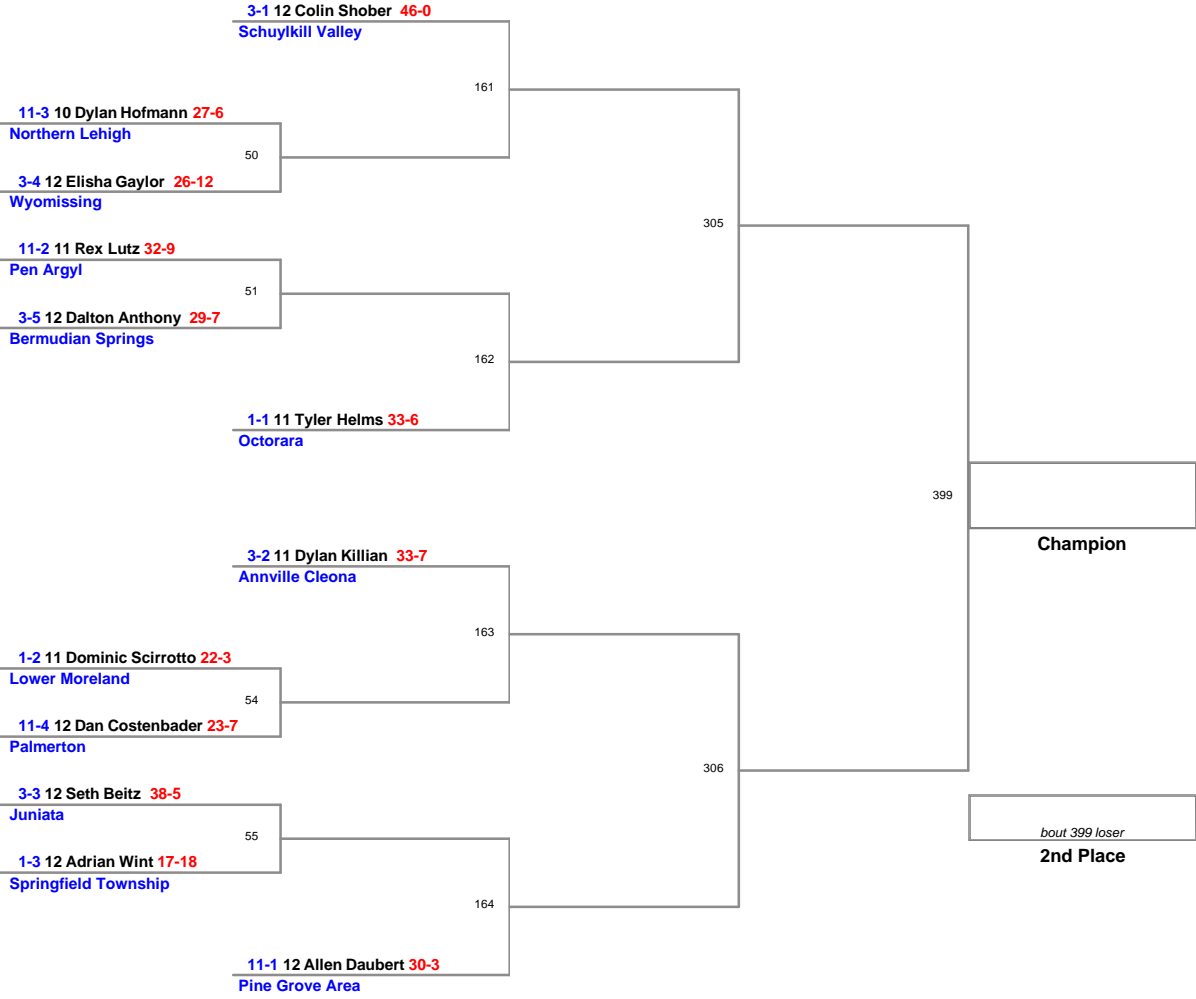 3-1 12 Colin Shober 46-0
Schuylkill Valley
161
11-3 10 Dylan Hofmann 27-6
Northern Lehigh
50
3-4 12 Elisha Gaylor 26-12
Wyomissing
305
11-2 11 Rex Lutz 32-9
Pen Argyl
51
3-5 12 Dalton Anthony 29-7
Bermudian Springs
162
1-1 11 Tyler Helms 33-6
Octorara
399
Champion
3-2 11 Dylan Killian 33-7
Annville Cleona
163
1-2 11 Dominic Scirrotto 22-3
Lower Moreland
54
11-4 12 Dan Costenbader 23-7
Palmerton
306
3-3 12 Seth Beitz 38-5
Juniata
55
bout 399 loser
2nd Place
1-3 12 Adrian Wint 17-18
Springfield Township
164
11-1 12 Allen Daubert 30-3
Pine Grove Area